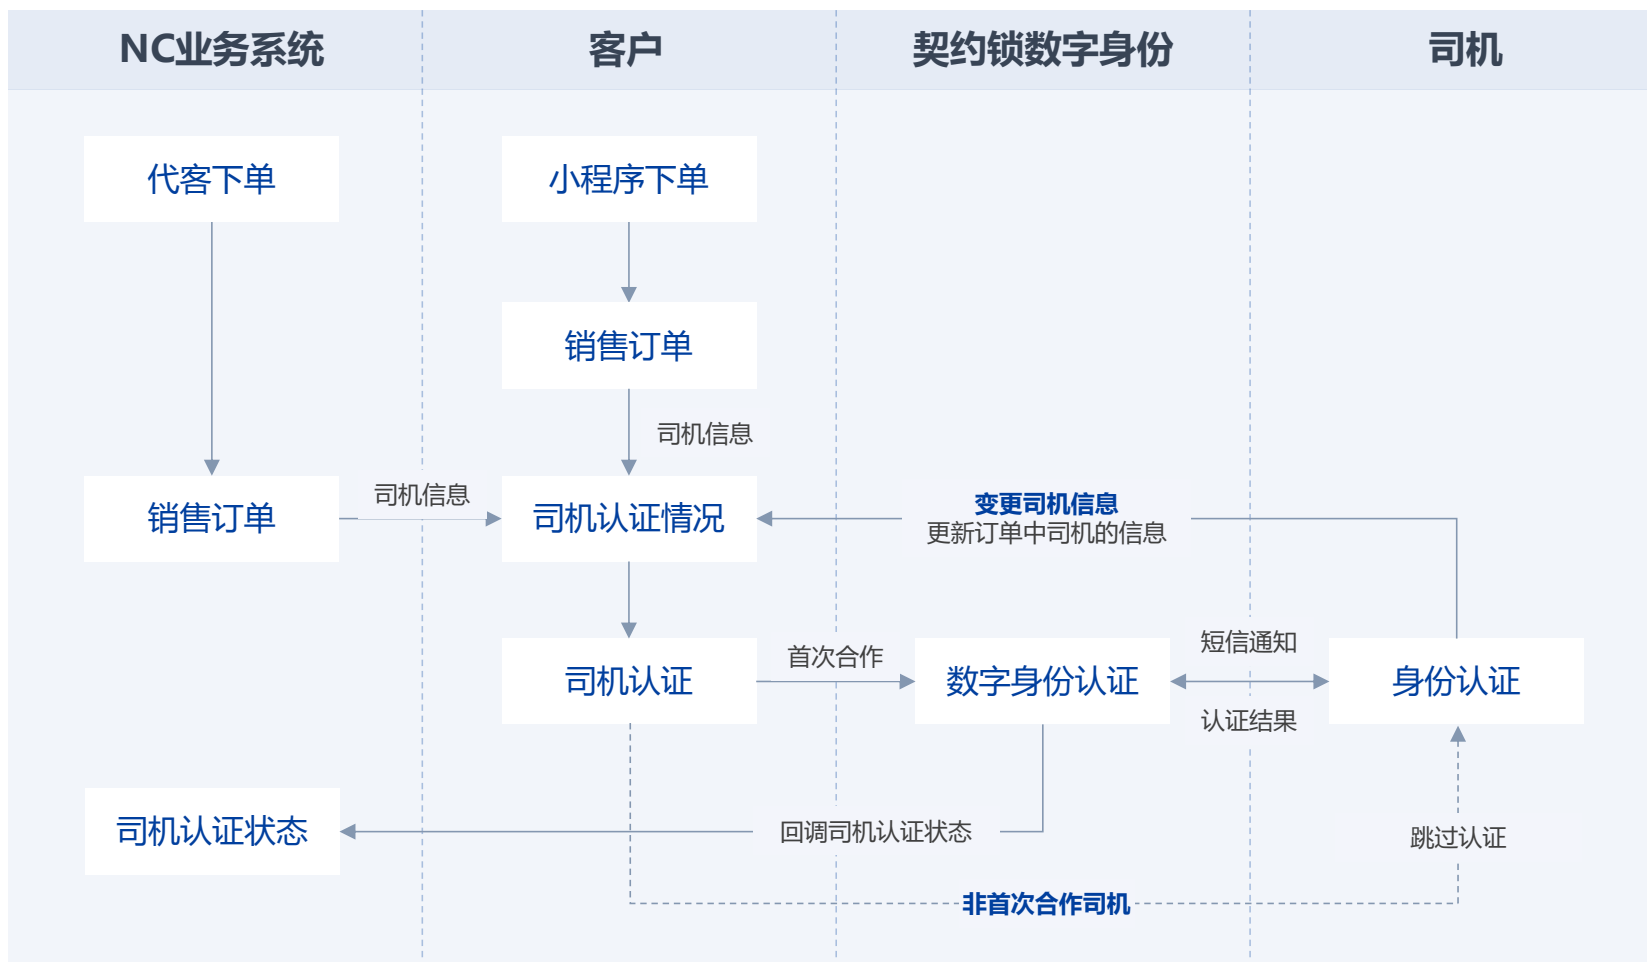 NC业务系统
客户
契约锁数字身份
司机
代客下单
小程序下单
销售订单
司机信息
销售订单
司机信息
司机认证情况
变更司机信息
更新订单中司机的信息
司机认证
首次合作
数字身份认证
短信通知
认证结果
身份认证
司机认证状态
回调司机认证状态
跳过认证
非首次合作司机